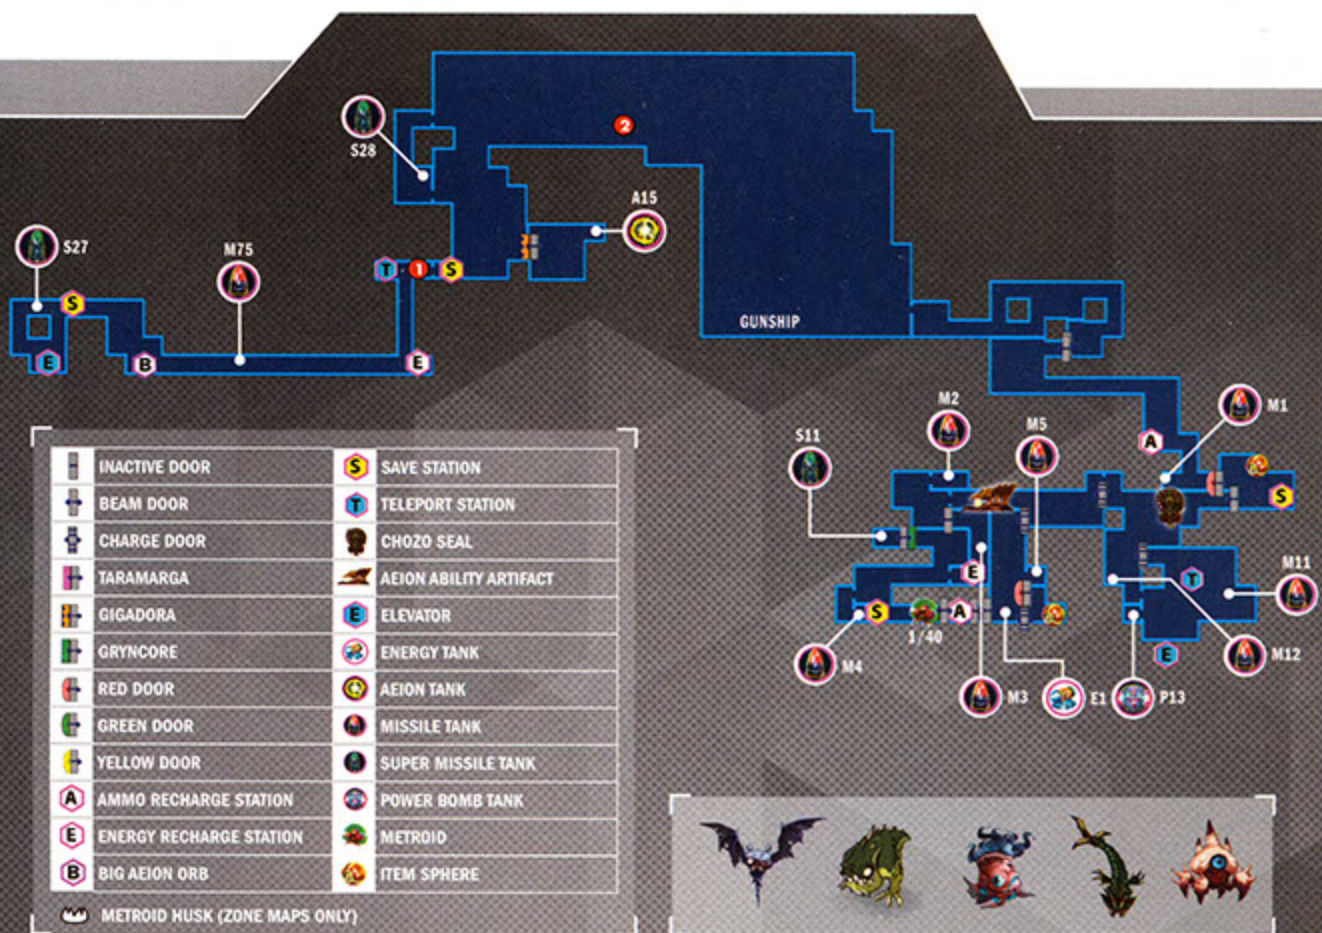 2
S28
A15
S27
M75
S
T
1
S
GUNSHIP
E
B
E
M2
M1
S11
M5
A
S
M11
E
T
S
1/40
A
M4
E
M12
M3
E1
P13
INACTIVE DOOR
S
SAVE STATION
BEAM DOOR
T
TELEPORT STATION
CHARGE DOOR
CHOZO SEAL
TARAMARGA
AEION ABILITY ARTIFACT
GIGADORA
E
ELEVATOR
GRYNCORE
ENERGY TANK
RED DOOR
AEION TANK
GREEN DOOR
MISSILE TANK
YELLOW DOOR
SUPER MISSILE TANK
A
AMMO RECHARGE STATION
POWER BOMB TANK
E
ENERGY RECHARGE STATION
METROID
B
BIG AEION ORB
ITEM SPHERE
METROID HUSK (ZONE MAPS ONLY)